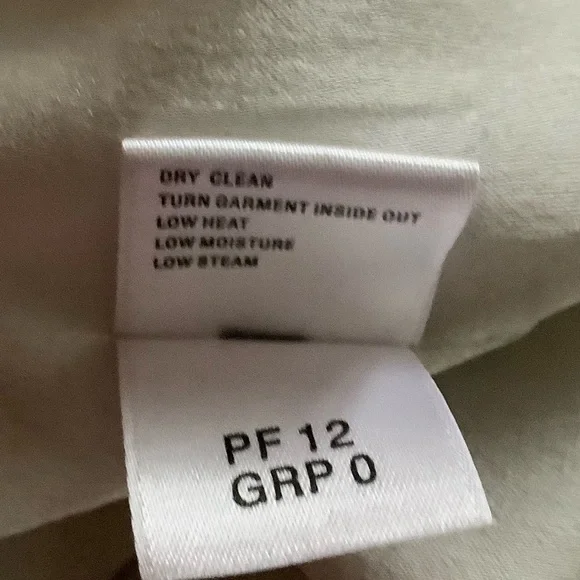 DRY CLEAN
TURN GARMENT INSIDE OUT
LOW HEAT
LOW MOISTURE
LOW STEAM
PF 12
GRP 0